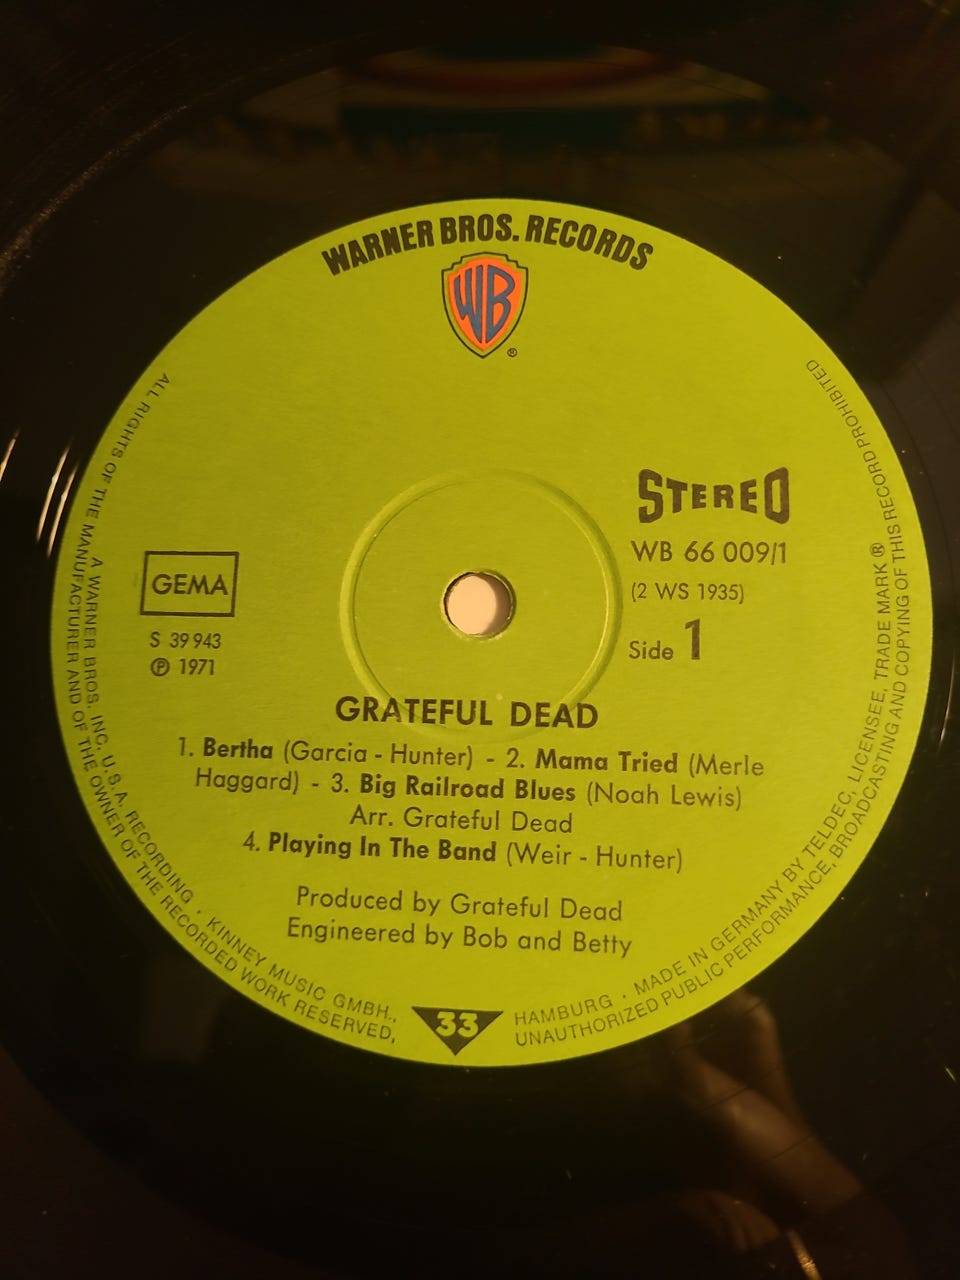 WARNER BROS. RECORDS
WB
®
STEREO
WB 66 009/1
(2 WS 1935)
Side 1
GEMA
S 39 943
℗ 1971
GRATEFUL DEAD
1. Bertha (Garcia - Hunter) - 2. Mama Tried (Merle
Haggard) - 3. Big Railroad Blues (Noah Lewis)
Arr. Grateful Dead
4. Playing In The Band (Weir - Hunter)
Produced by Grateful Dead
Engineered by Bob and Betty
33
A WARNER BROS. INC. U.S.A. RECORDING · KINNEY MUSIC GMBH., HAMBURG · MADE IN GERMANY BY TELDEC, LICENSEE, TRADE MARK ®
ALL RIGHTS OF THE MANUFACTURER AND OF THE OWNER OF THE RECORDED WORK RESERVED, UNAUTHORIZED PUBLIC PERFORMANCE, BROADCASTING AND COPYING OF THIS RECORD PROHIBITED